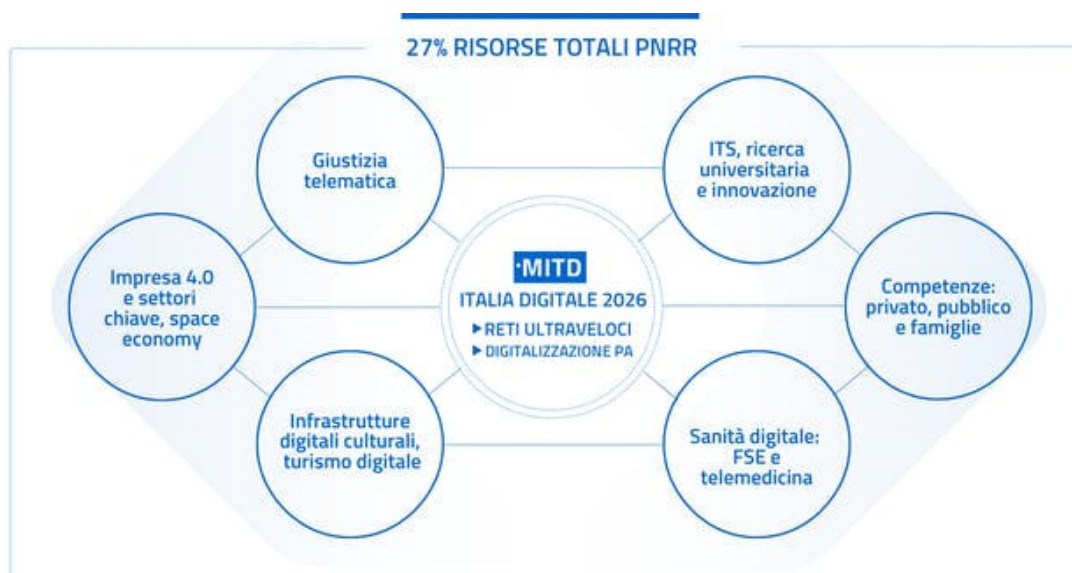 27% RISORSE TOTALI PNRR
Giustizia
telematica
ITS, ricerca
universitaria
e innovazione
Impresa 4.0
e settori
chiave, space
economy
·MITD
ITALIA DIGITALE 2026
▶ RETI ULTRAVELOCI
▶ DIGITALIZZAZIONE PA
Competenze:
privato, pubblico
e famiglie
Infrastrutture
digitali culturali,
turismo digitale
Sanità digitale:
FSE e
telemedicina